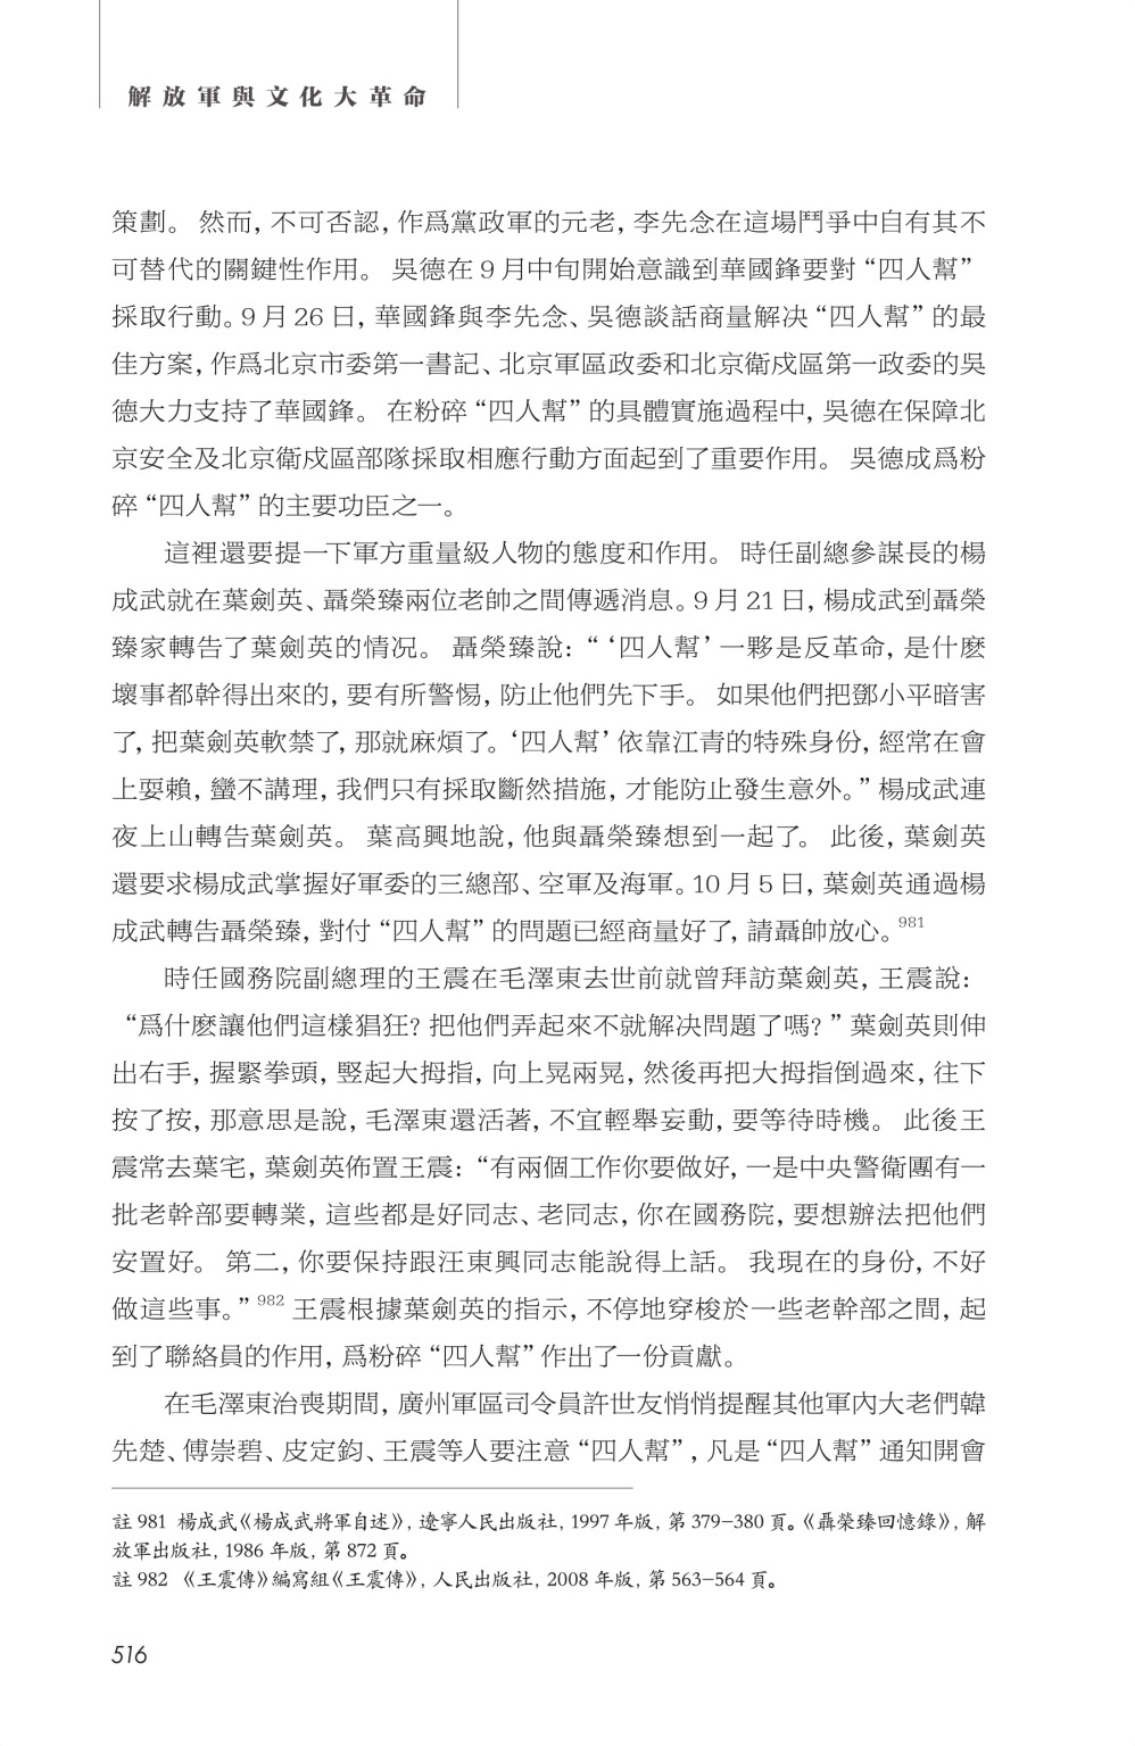 解放軍與文化大革命
策劃。然而，不可否認，作爲黨政軍的元老，李先念在這場鬥爭中自有其不
可替代的關鍵性作用。吳德在9月中旬開始意識到華國鋒要對“四人幫”
採取行動。9月26日，華國鋒與李先念、吳德談話商量解決“四人幫”的最
佳方案，作爲北京市委第一書記、北京軍區政委和北京衛戍區第一政委的吳
德大力支持了華國鋒。在粉碎“四人幫”的具體實施過程中，吳德在保障北
京安全及北京衛戍區部隊採取相應行動方面起到了重要作用。吳德成爲粉
碎“四人幫”的主要功臣之一。
這裡還要提一下軍方重量級人物的態度和作用。時任副總參謀長的楊
成武就在葉劍英、聶榮臻兩位老帥之間傳遞消息。9月21日，楊成武到聶榮
臻家轉告了葉劍英的情况。聶榮臻說：“‘四人幫’一夥是反革命，是什麽
壞事都幹得出來的，要有所警惕，防止他們先下手。如果他們把鄧小平暗害
了，把葉劍英軟禁了，那就麻煩了。‘四人幫’依靠江青的特殊身份，經常在會
上耍賴，蠻不講理，我們只有採取斷然措施，才能防止發生意外。”楊成武連
夜上山轉告葉劍英。葉高興地說，他與聶榮臻想到一起了。此後，葉劍英
還要求楊成武掌握好軍委的三總部、空軍及海軍。10月5日，葉劍英通過楊
成武轉告聶榮臻，對付“四人幫”的問題已經商量好了，請聶帥放心。981
時任國務院副總理的王震在毛澤東去世前就曾拜訪葉劍英，王震說：
“爲什麽讓他們這樣猖狂？把他們弄起來不就解决問題了嗎？”葉劍英則伸
出右手，握緊拳頭，竪起大拇指，向上晃兩晃，然後再把大拇指倒過來，往下
按了按，那意思是說，毛澤東還活著，不宜輕舉妄動，要等待時機。此後王
震常去葉宅，葉劍英佈置王震：“有兩個工作你要做好，一是中央警衛團有一
批老幹部要轉業，這些都是好同志、老同志，你在國務院，要想辦法把他們
安置好。第二，你要保持跟汪東興同志能說得上話。我現在的身份，不好
做這些事。”982王震根據葉劍英的指示，不停地穿梭於一些老幹部之間，起
到了聯絡員的作用，爲粉碎“四人幫”作出了一份貢獻。
在毛澤東治喪期間，廣州軍區司令員許世友悄悄提醒其他軍內大老們韓
先楚、傅崇碧、皮定鈞、王震等人要注意“四人幫”，凡是“四人幫”通知開會
註981 楊成武《楊成武將軍自述》，遼寧人民出版社，1997年版，第379–380頁。《聶榮臻回憶錄》，解
放軍出版社，1986年版，第872頁。
註982 《王震傳》編寫組《王震傳》，人民出版社，2008年版，第563–564頁。
516